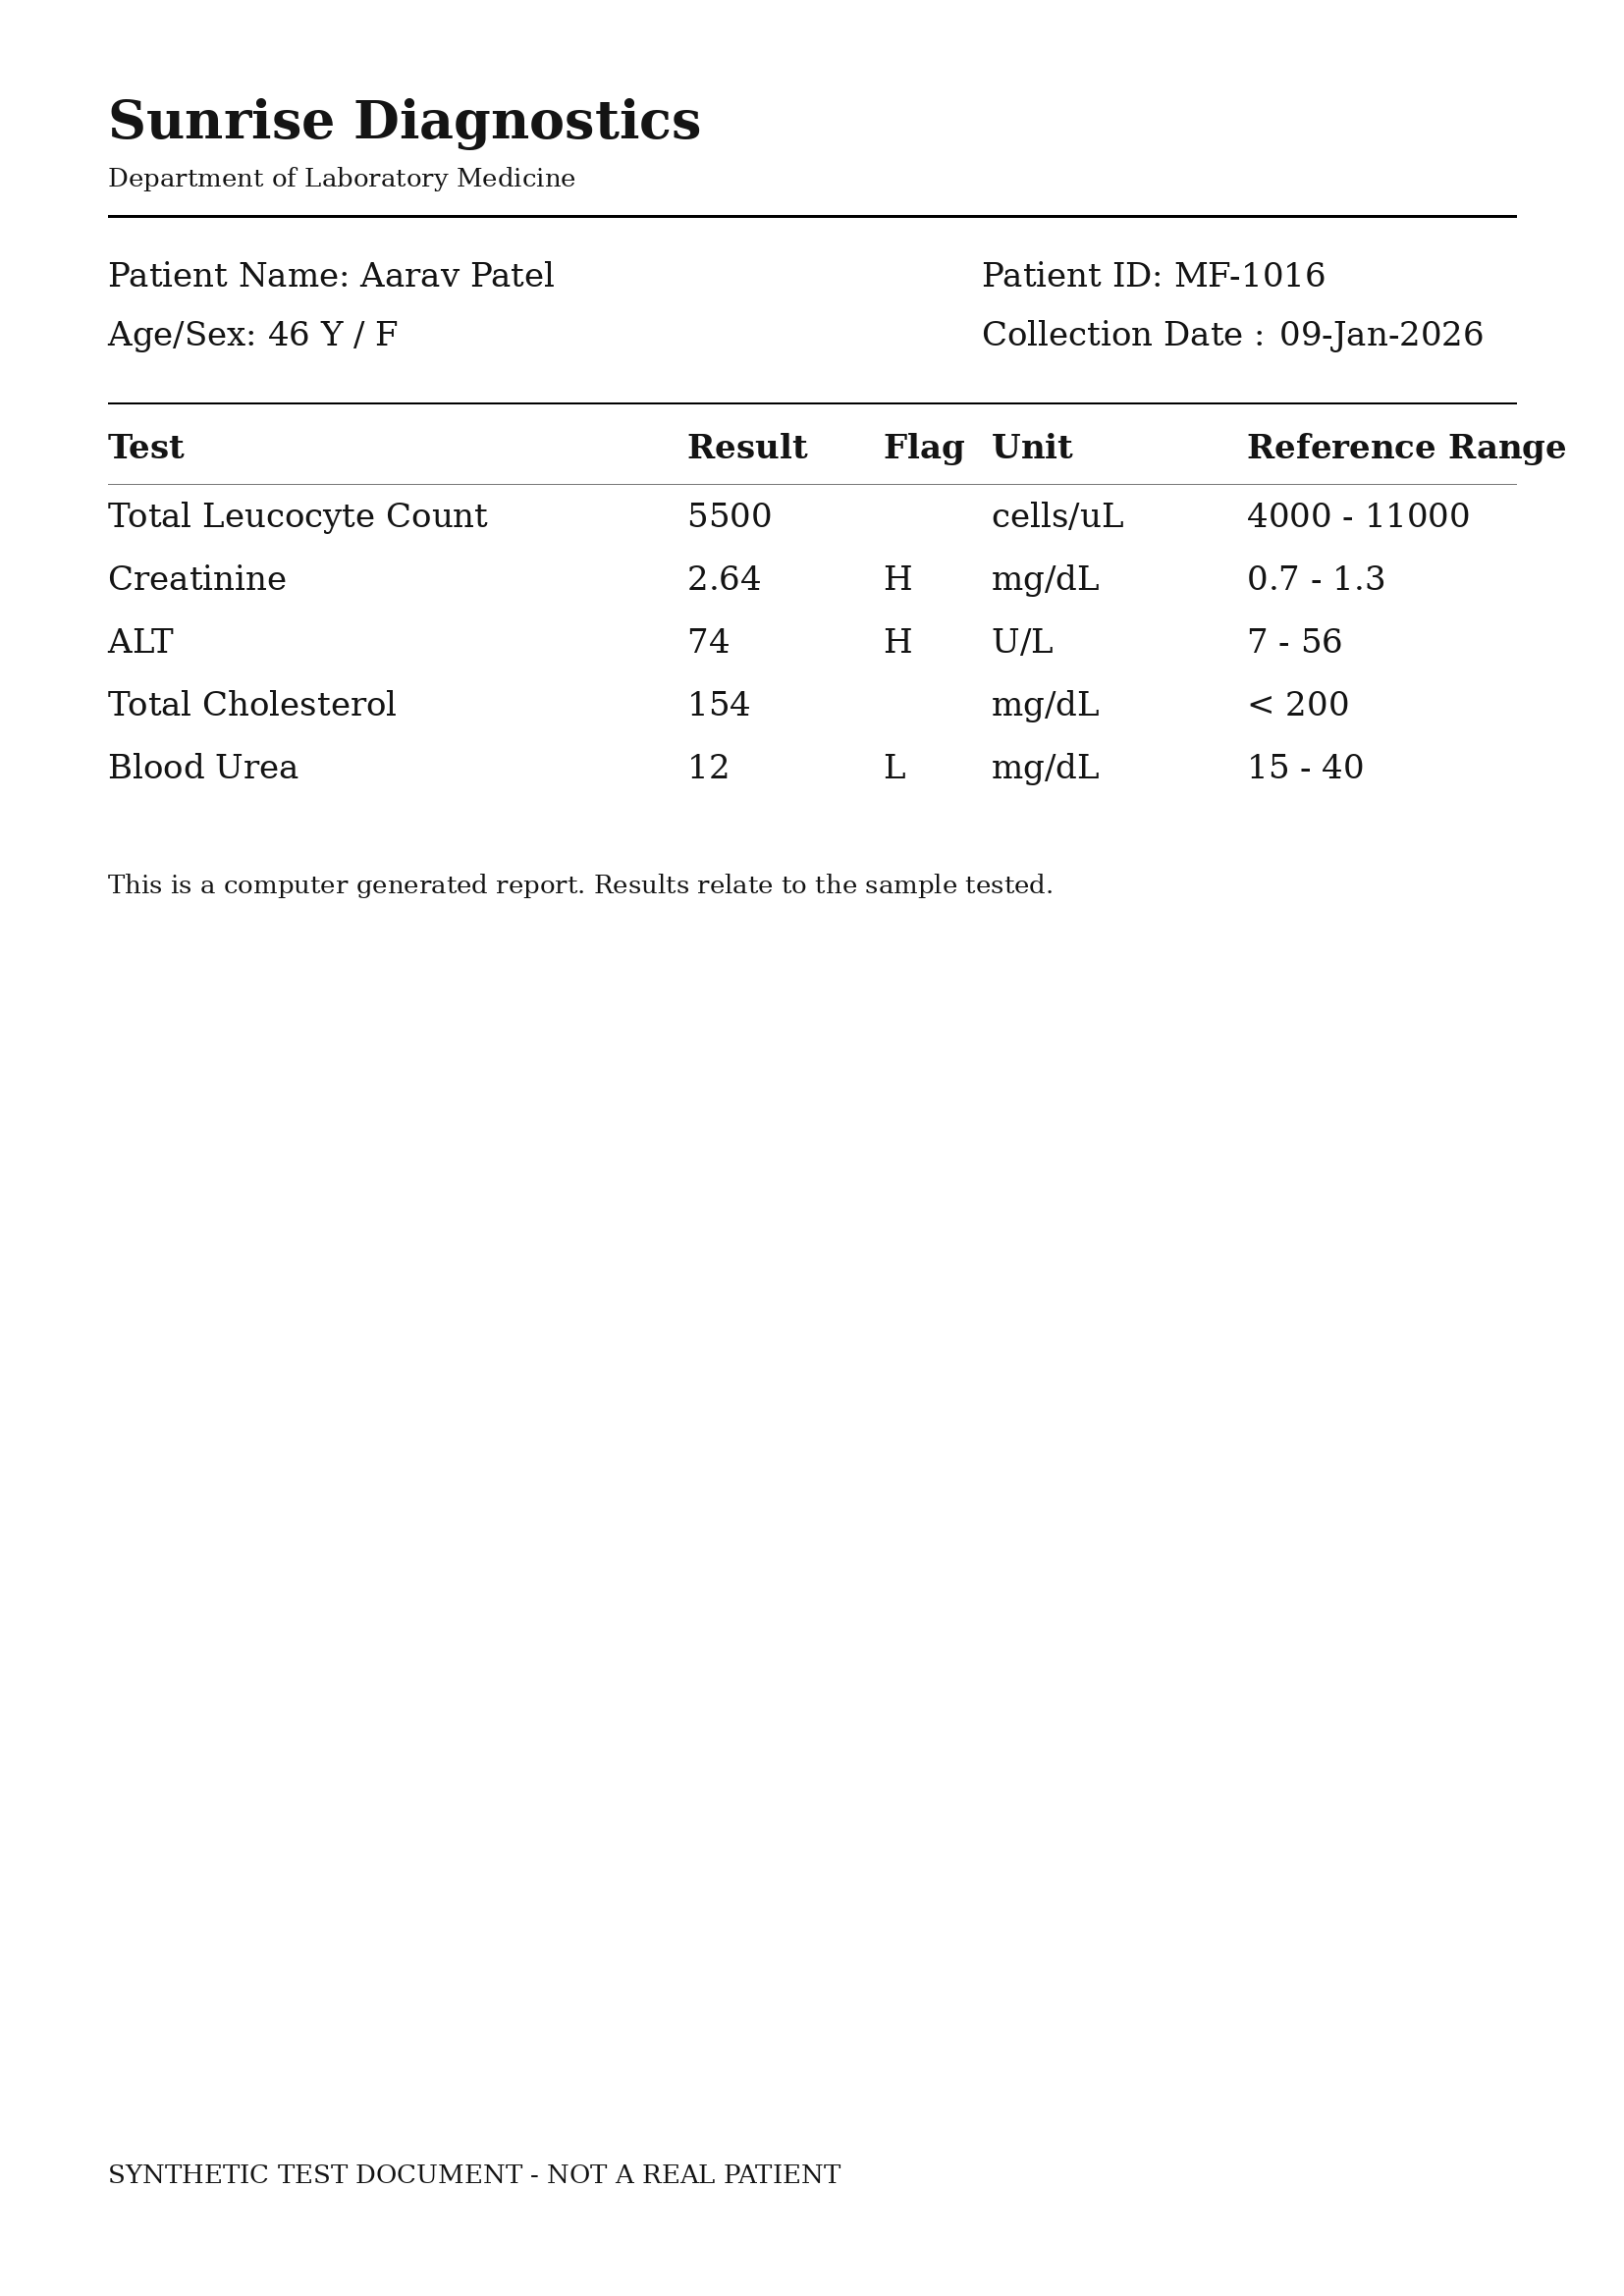 Sunrise Diagnostics
Department of Laboratory Medicine
Patient Name: Aarav Patel Patient ID: MF-1016
Age/Sex: 46 Y / F Collection Date : 09-Jan-2026
Test Result Flag Unit Reference Range
Total Leucocyte Count 5500 cells/uL 4000 - 11000
Creatinine 2.64 H mg/dL 0.7 - 1.3
ALT 74 H U/L 7 - 56
Total Cholesterol 154 mg/dL < 200
Blood Urea 12 L mg/dL 15 - 40
This is a computer generated report. Results relate to the sample tested.
SYNTHETIC TEST DOCUMENT - NOT A REAL PATIENT